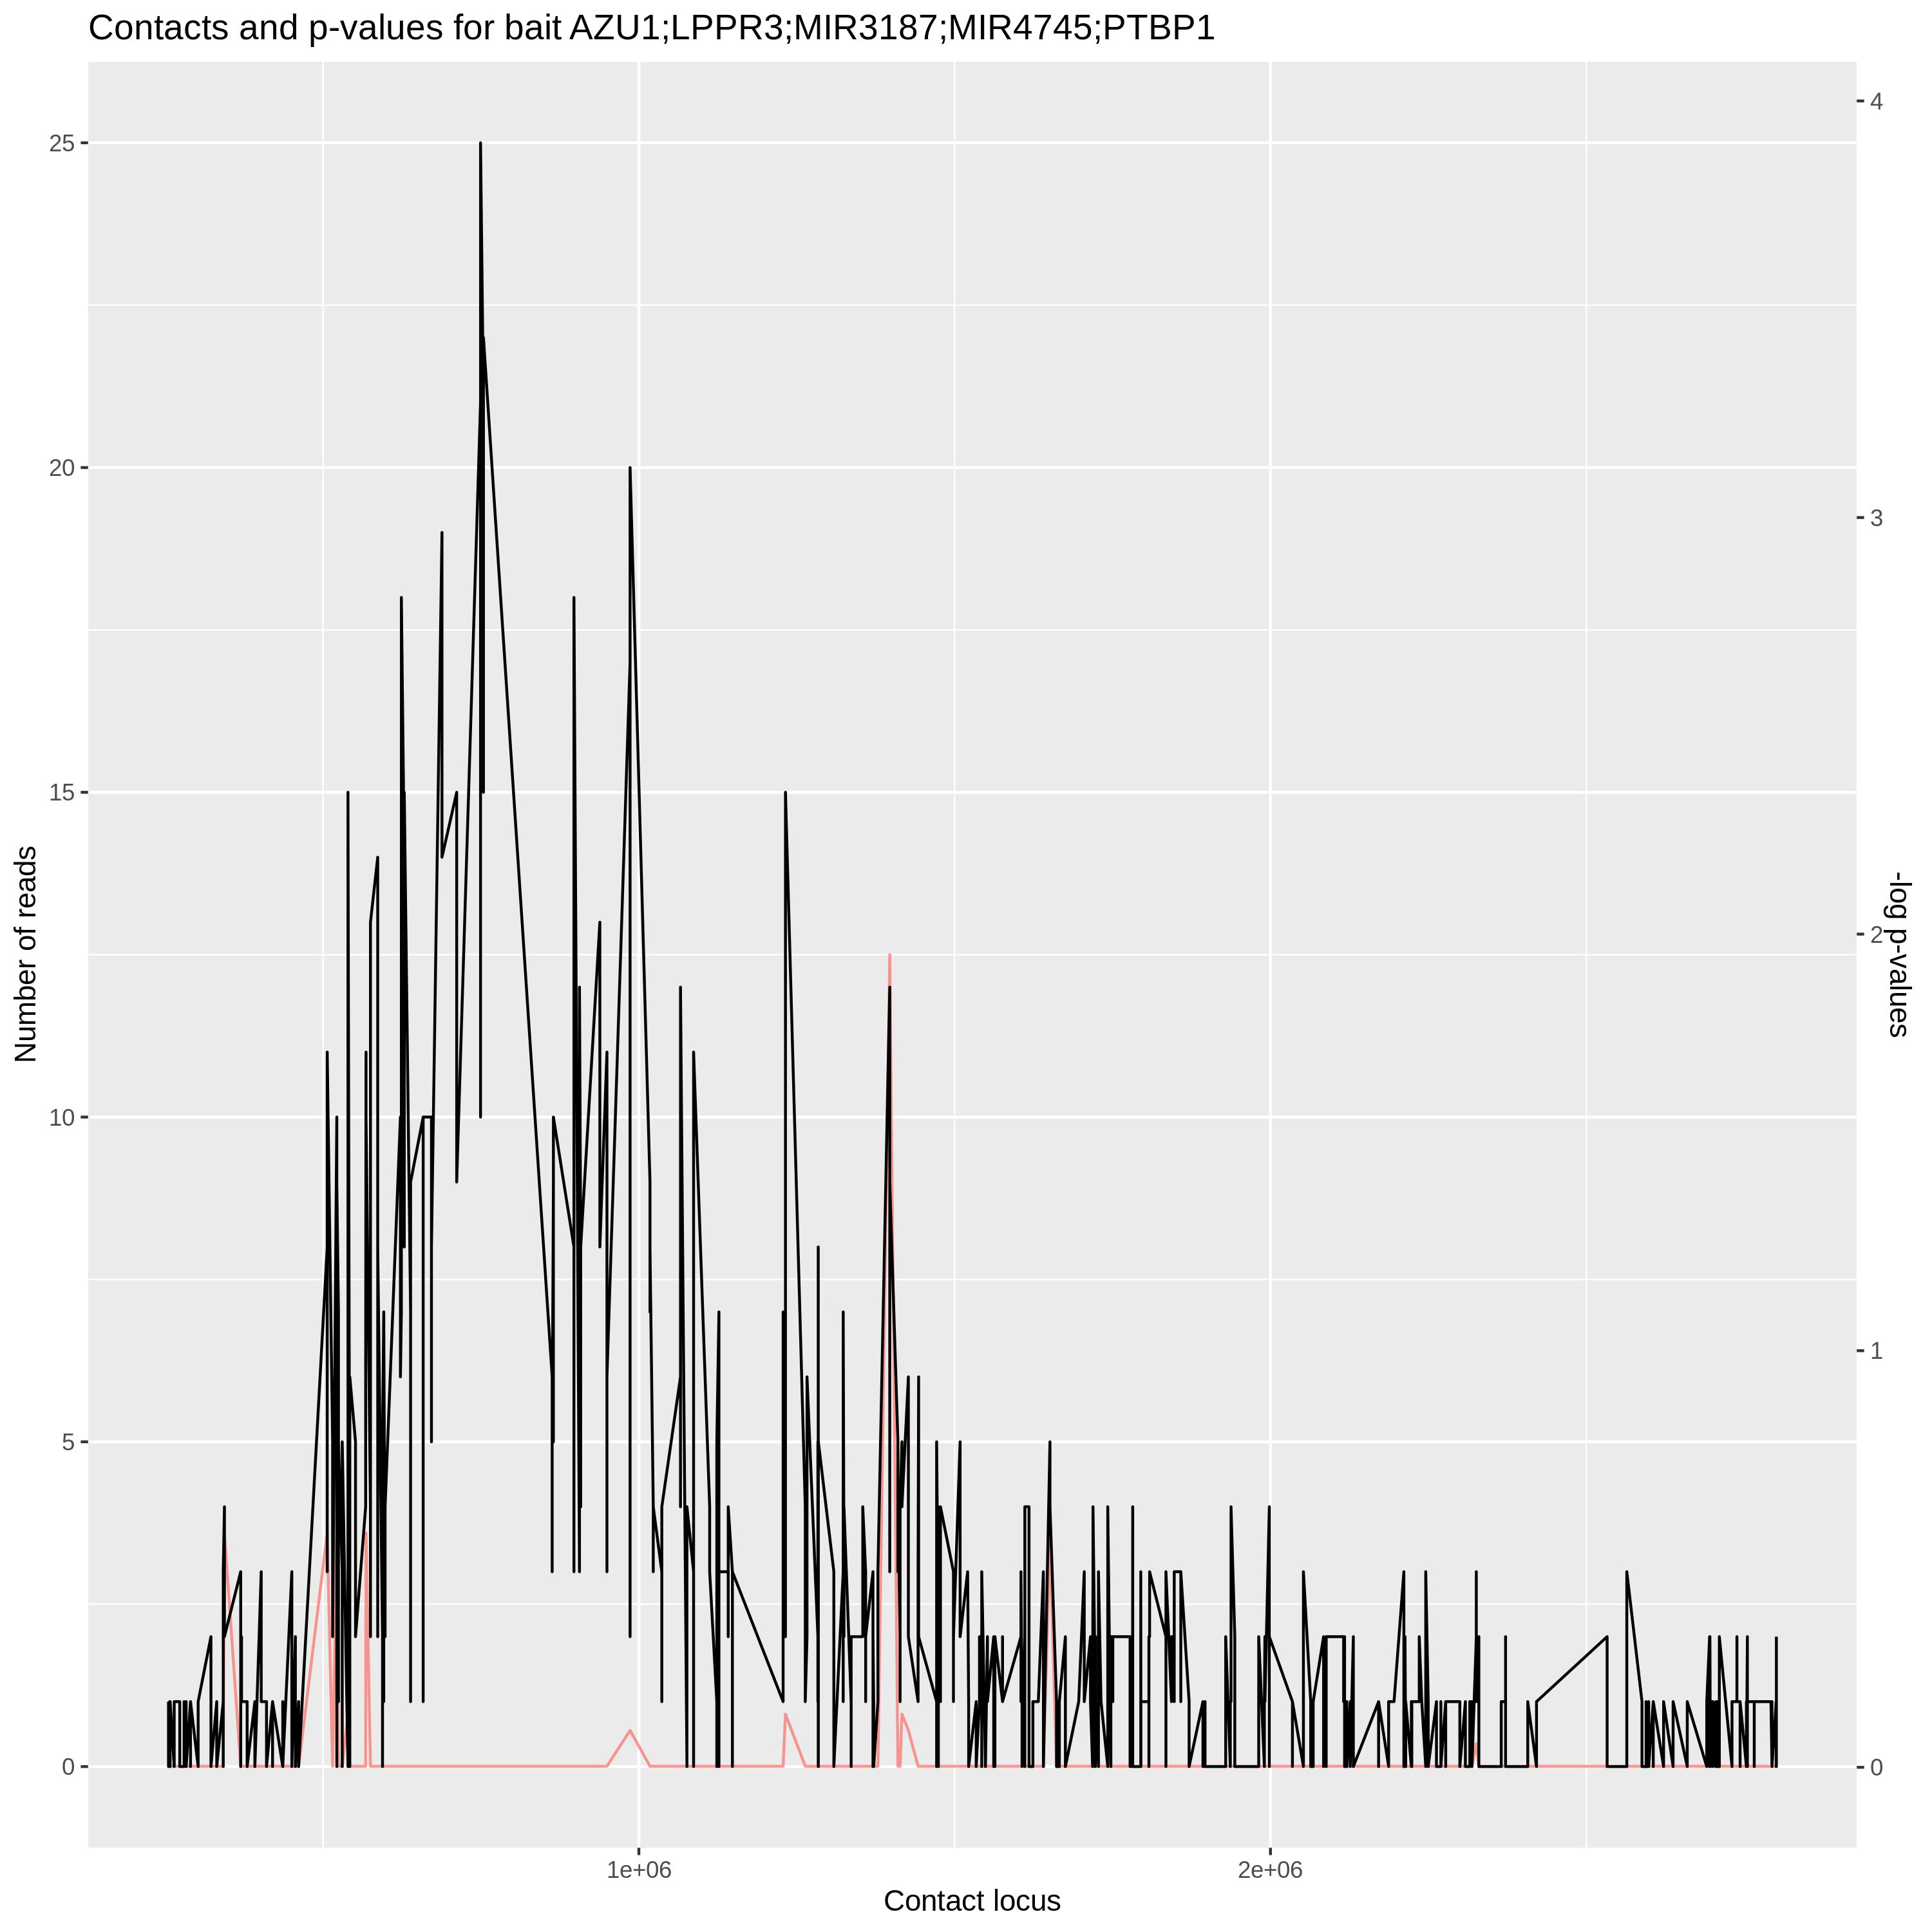 Contacts and p-values for bait AZU1;LPPR3;MIR3187;MIR4745;PTBP1
25
20
15
10
5
0
Number of reads
4
3
2
1
0
-log p-values
1e+06
2e+06
Contact locus